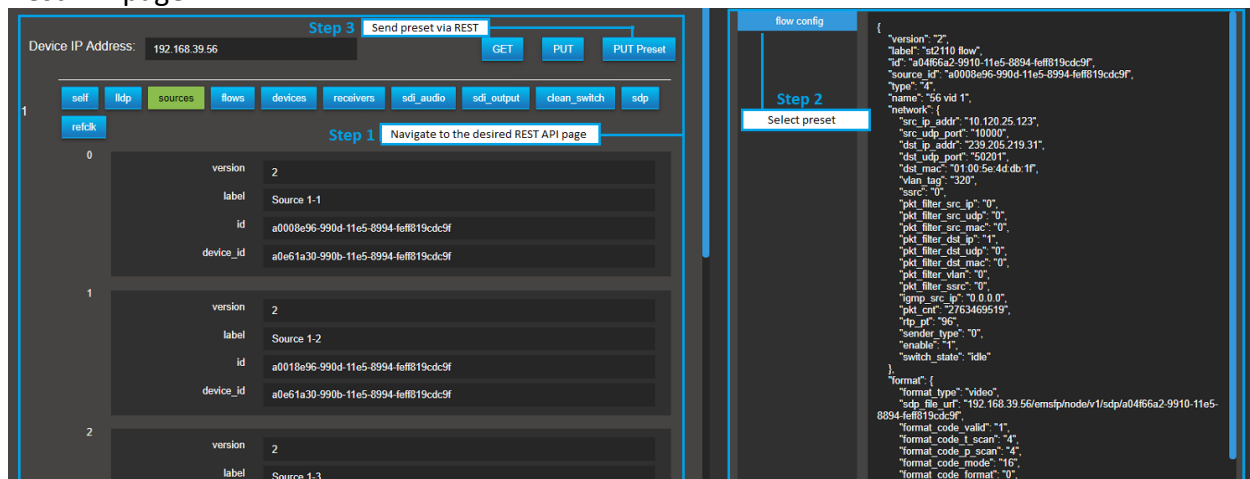 Step 3 Send preset via REST
Device IP Address: 192.168.39.56 GET PUT PUT Preset
self lldp sources flows devices receivers sdi_audio sdi_output clean_switch sdp
1
refclk
Step 1 Navigate to the desired REST API page
0
version 2
label Source 1-1
id a0008e96-990d-11e5-8994-feff819cdc9f
device_id a0e61a30-990b-11e5-8994-feff819cdc9f
1
version 2
label Source 1-2
id a0018e96-990d-11e5-8994-feff819cdc9f
device_id a0e61a30-990b-11e5-8994-feff819cdc9f
2
version 2
label Source 1-3
flow config
Step 2
Select preset
{
"version": "2",
"label": "st2110 flow",
"id": "a04f66a2-9910-11e5-8894-feff819cdc9f",
"source_id": "a0008e96-990d-11e5-8994-feff819cdc9f",
"type": "4",
"name": "56 vid 1",
"network": {
"src_ip_addr": "10.120.25.123",
"src_udp_port": "10000",
"dst_ip_addr": "239.205.219.31",
"dst_udp_port": "50201",
"dst_mac": "01:00:5e:4d:db:1f",
"vlan_tag": "320",
"ssrc": "0",
"pkt_filter_src_ip": "0",
"pkt_filter_src_udp": "0",
"pkt_filter_src_mac": "0",
"pkt_filter_dst_ip": "1",
"pkt_filter_dst_udp": "0",
"pkt_filter_dst_mac": "0",
"pkt_filter_vlan": "0",
"pkt_filter_ssrc": "0",
"igmp_src_ip": "0.0.0.0",
"pkt_cnt": "2763469519",
"rtp_pt": "96",
"sender_type": "0",
"enable": "1",
"switch_state": "idle"
},
"format": {
"format_type": "video",
"sdp_file_url": "192.168.39.56/emsfp/node/v1/sdp/a04f66a2-9910-11e5-
8894-feff819cdc9f",
"format_code_valid": "1",
"format_code_t_scan": "4",
"format_code_p_scan": "4",
"format_code_mode": "16",
"format_code_format": "0",